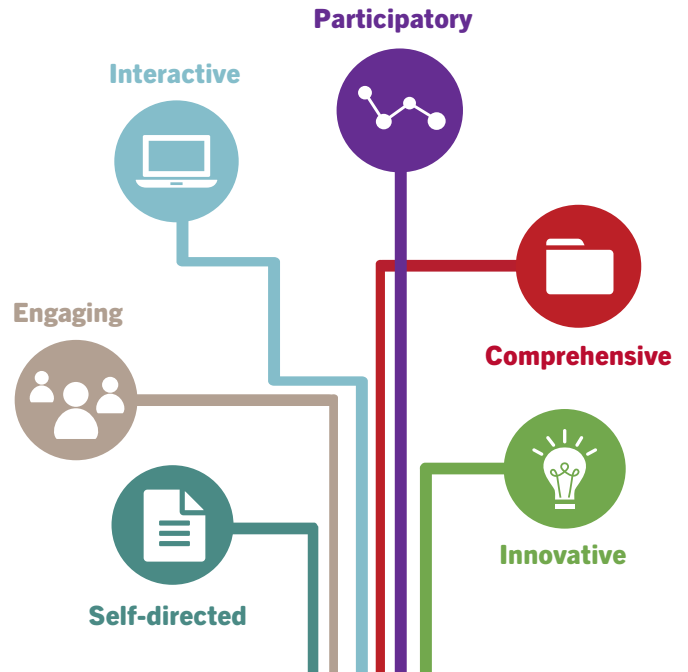 Participatory
Interactive
Engaging
Comprehensive
Innovative
Self-directed